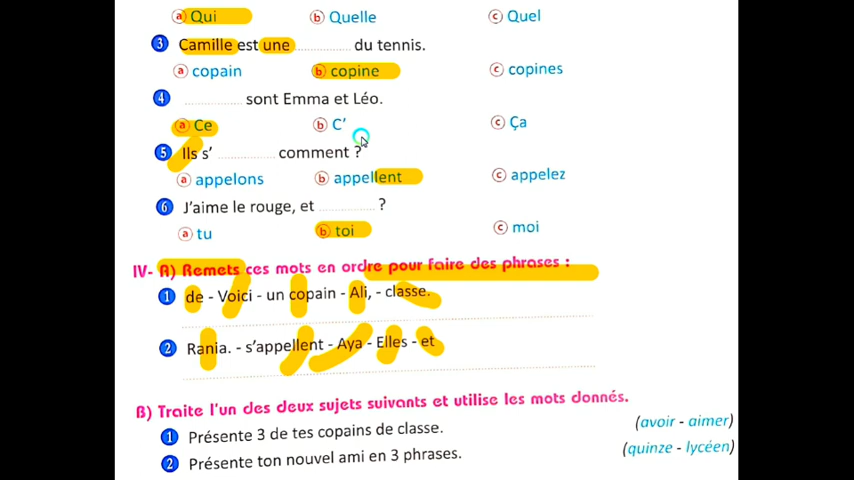 a Qui b Quelle c Quel
3 Camille est une ............ du tennis.
a copain b copine c copines
4 ............ sont Emma et Léo.
a Ce b C' c Ça
5 Ils s' ............ comment ?
a appelons b appellent c appelez
6 J'aime le rouge, et ............ ?
a tu b toi c moi
IV- A) Remets ces mots en ordre pour faire des phrases :
1 de - Voici - un copain - Ali, - classe.
2 Rania. - s'appellent - Aya - Elles - et
B) Traite l'un des deux sujets suivants et utilise les mots donnés.
1 Présente 3 de tes copains de classe. (avoir - aimer)
2 Présente ton nouvel ami en 3 phrases. (quinze - lycéen)